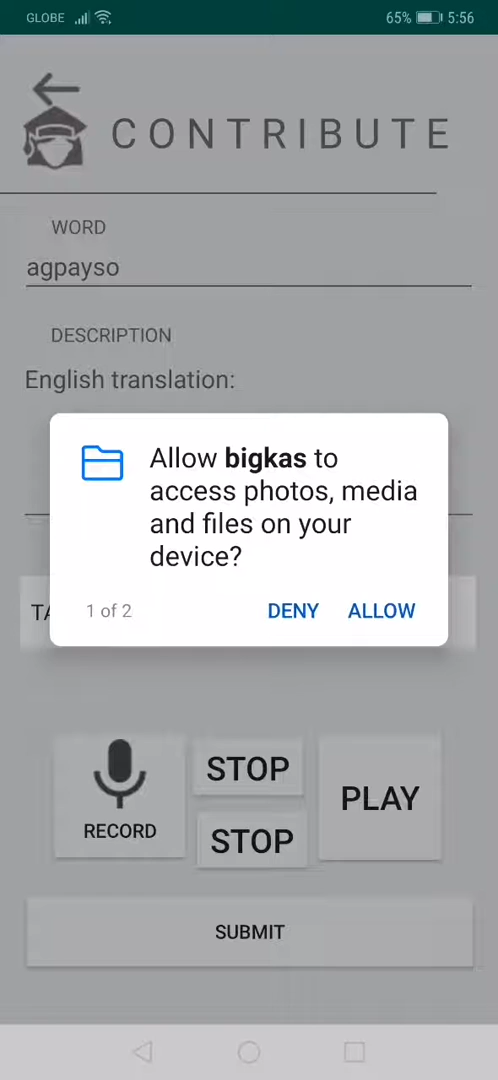 GLOBE 65% 5:56
CONTRIBUTE
WORD
agpayso
DESCRIPTION
English translation:
Allow bigkas to
access photos, media
and files on your
device?
1 of 2 DENY ALLOW
RECORD
STOP
STOP
PLAY
SUBMIT